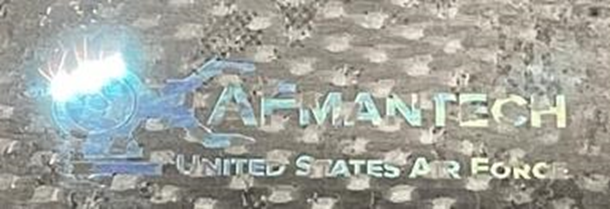 AFMANTECH
UNITED STATES AIR FORCE